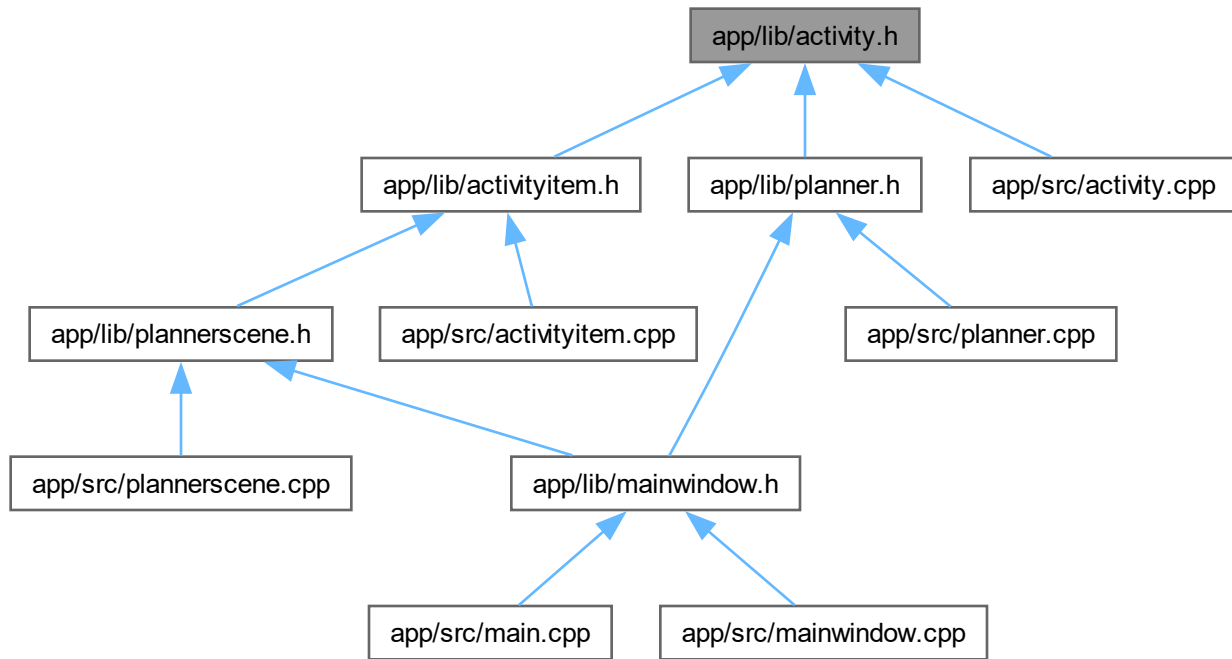 app/lib/activity.h
app/lib/activityitem.h
app/lib/planner.h
app/src/activity.cpp
app/lib/plannerscene.h
app/src/activityitem.cpp
app/src/planner.cpp
app/src/plannerscene.cpp
app/lib/mainwindow.h
app/src/main.cpp
app/src/mainwindow.cpp